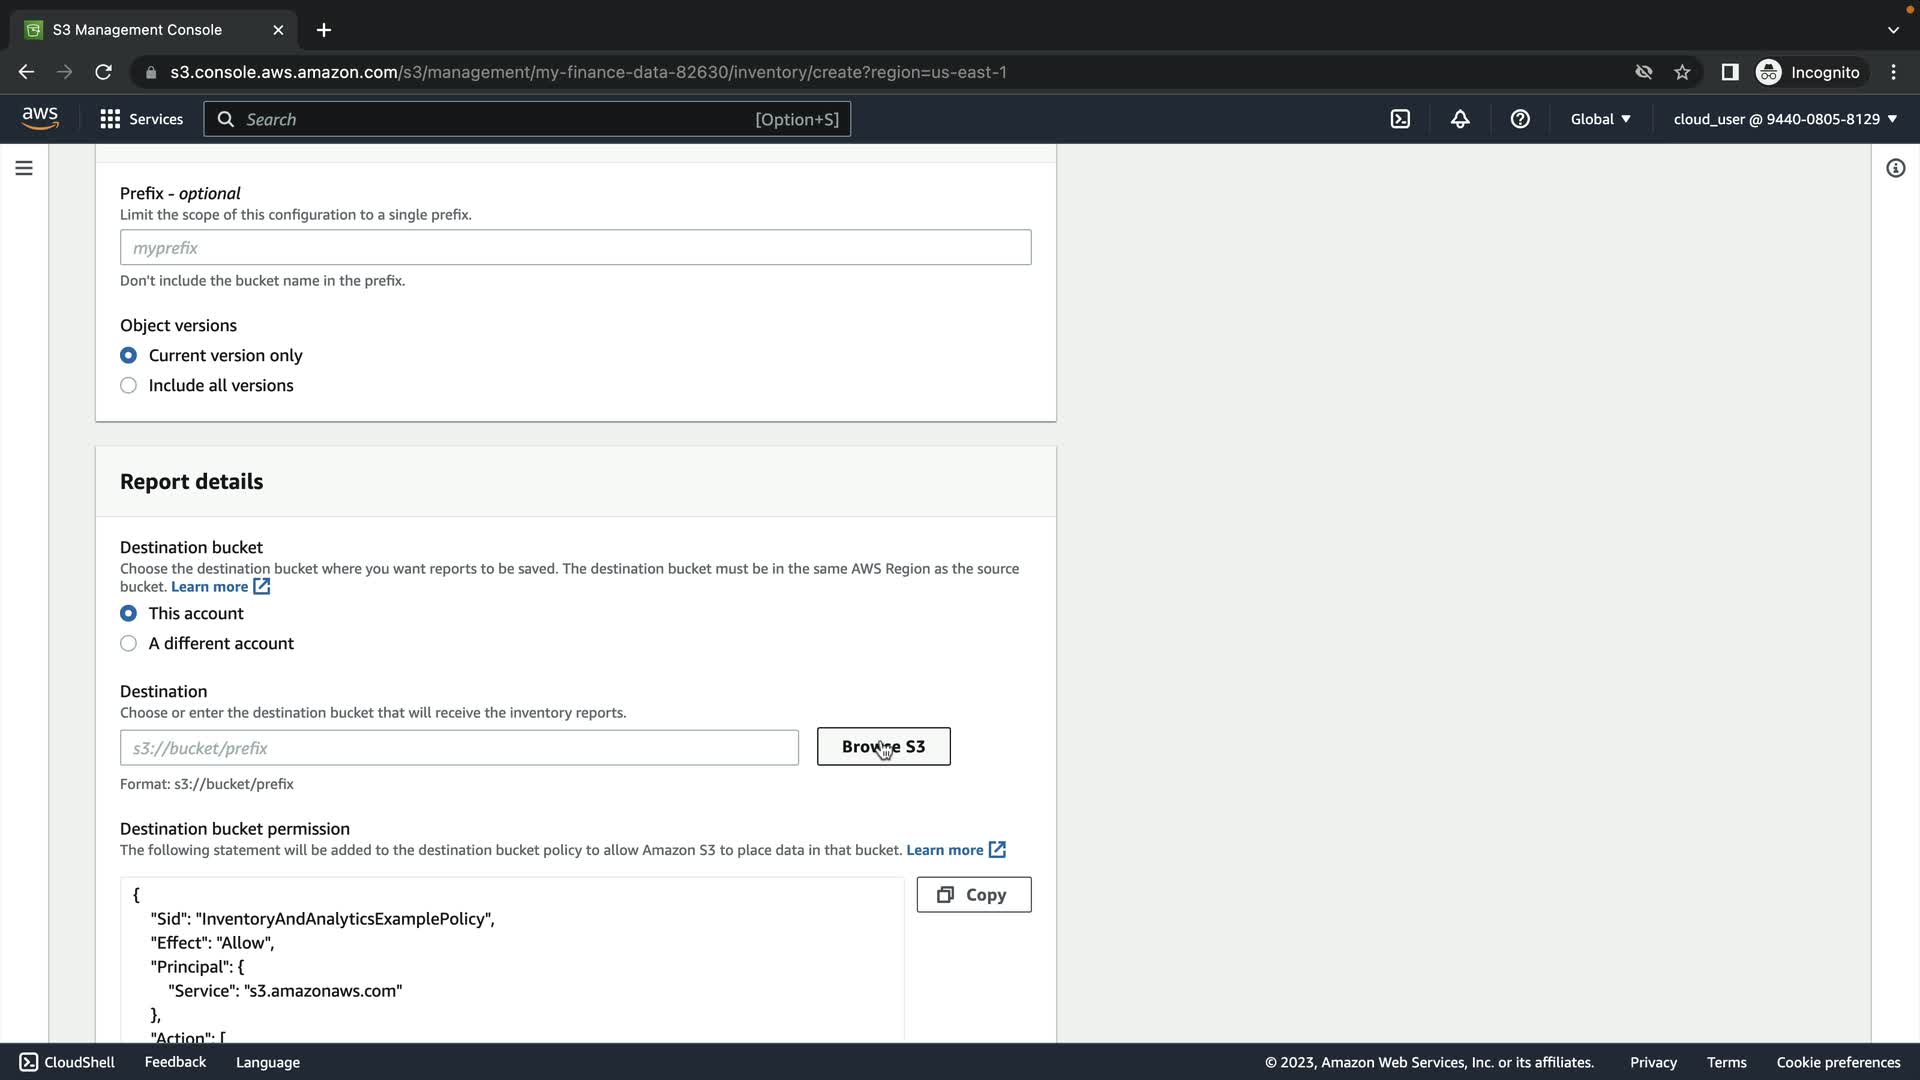 S3 Management Console
s3.console.aws.amazon.com/s3/management/my-finance-data-82630/inventory/create?region=us-east-1
Incognito
aws
Services
Search
[Option+S]
Global
cloud_user @ 9440-0805-8129
Prefix - optional
Limit the scope of this configuration to a single prefix.
myprefix
Don't include the bucket name in the prefix.
Object versions
Current version only
Include all versions
Report details
Destination bucket
Choose the destination bucket where you want reports to be saved. The destination bucket must be in the same AWS Region as the source
bucket. Learn more
This account
A different account
Destination
Choose or enter the destination bucket that will receive the inventory reports.
s3://bucket/prefix
Browse S3
Format: s3://bucket/prefix
Destination bucket permission
The following statement will be added to the destination bucket policy to allow Amazon S3 to place data in that bucket. Learn more
Copy
{
"Sid": "InventoryAndAnalyticsExamplePolicy",
"Effect": "Allow",
"Principal": {
"Service": "s3.amazonaws.com"
},
"Action": [
CloudShell
Feedback
Language
© 2023, Amazon Web Services, Inc. or its affiliates.
Privacy
Terms
Cookie preferences